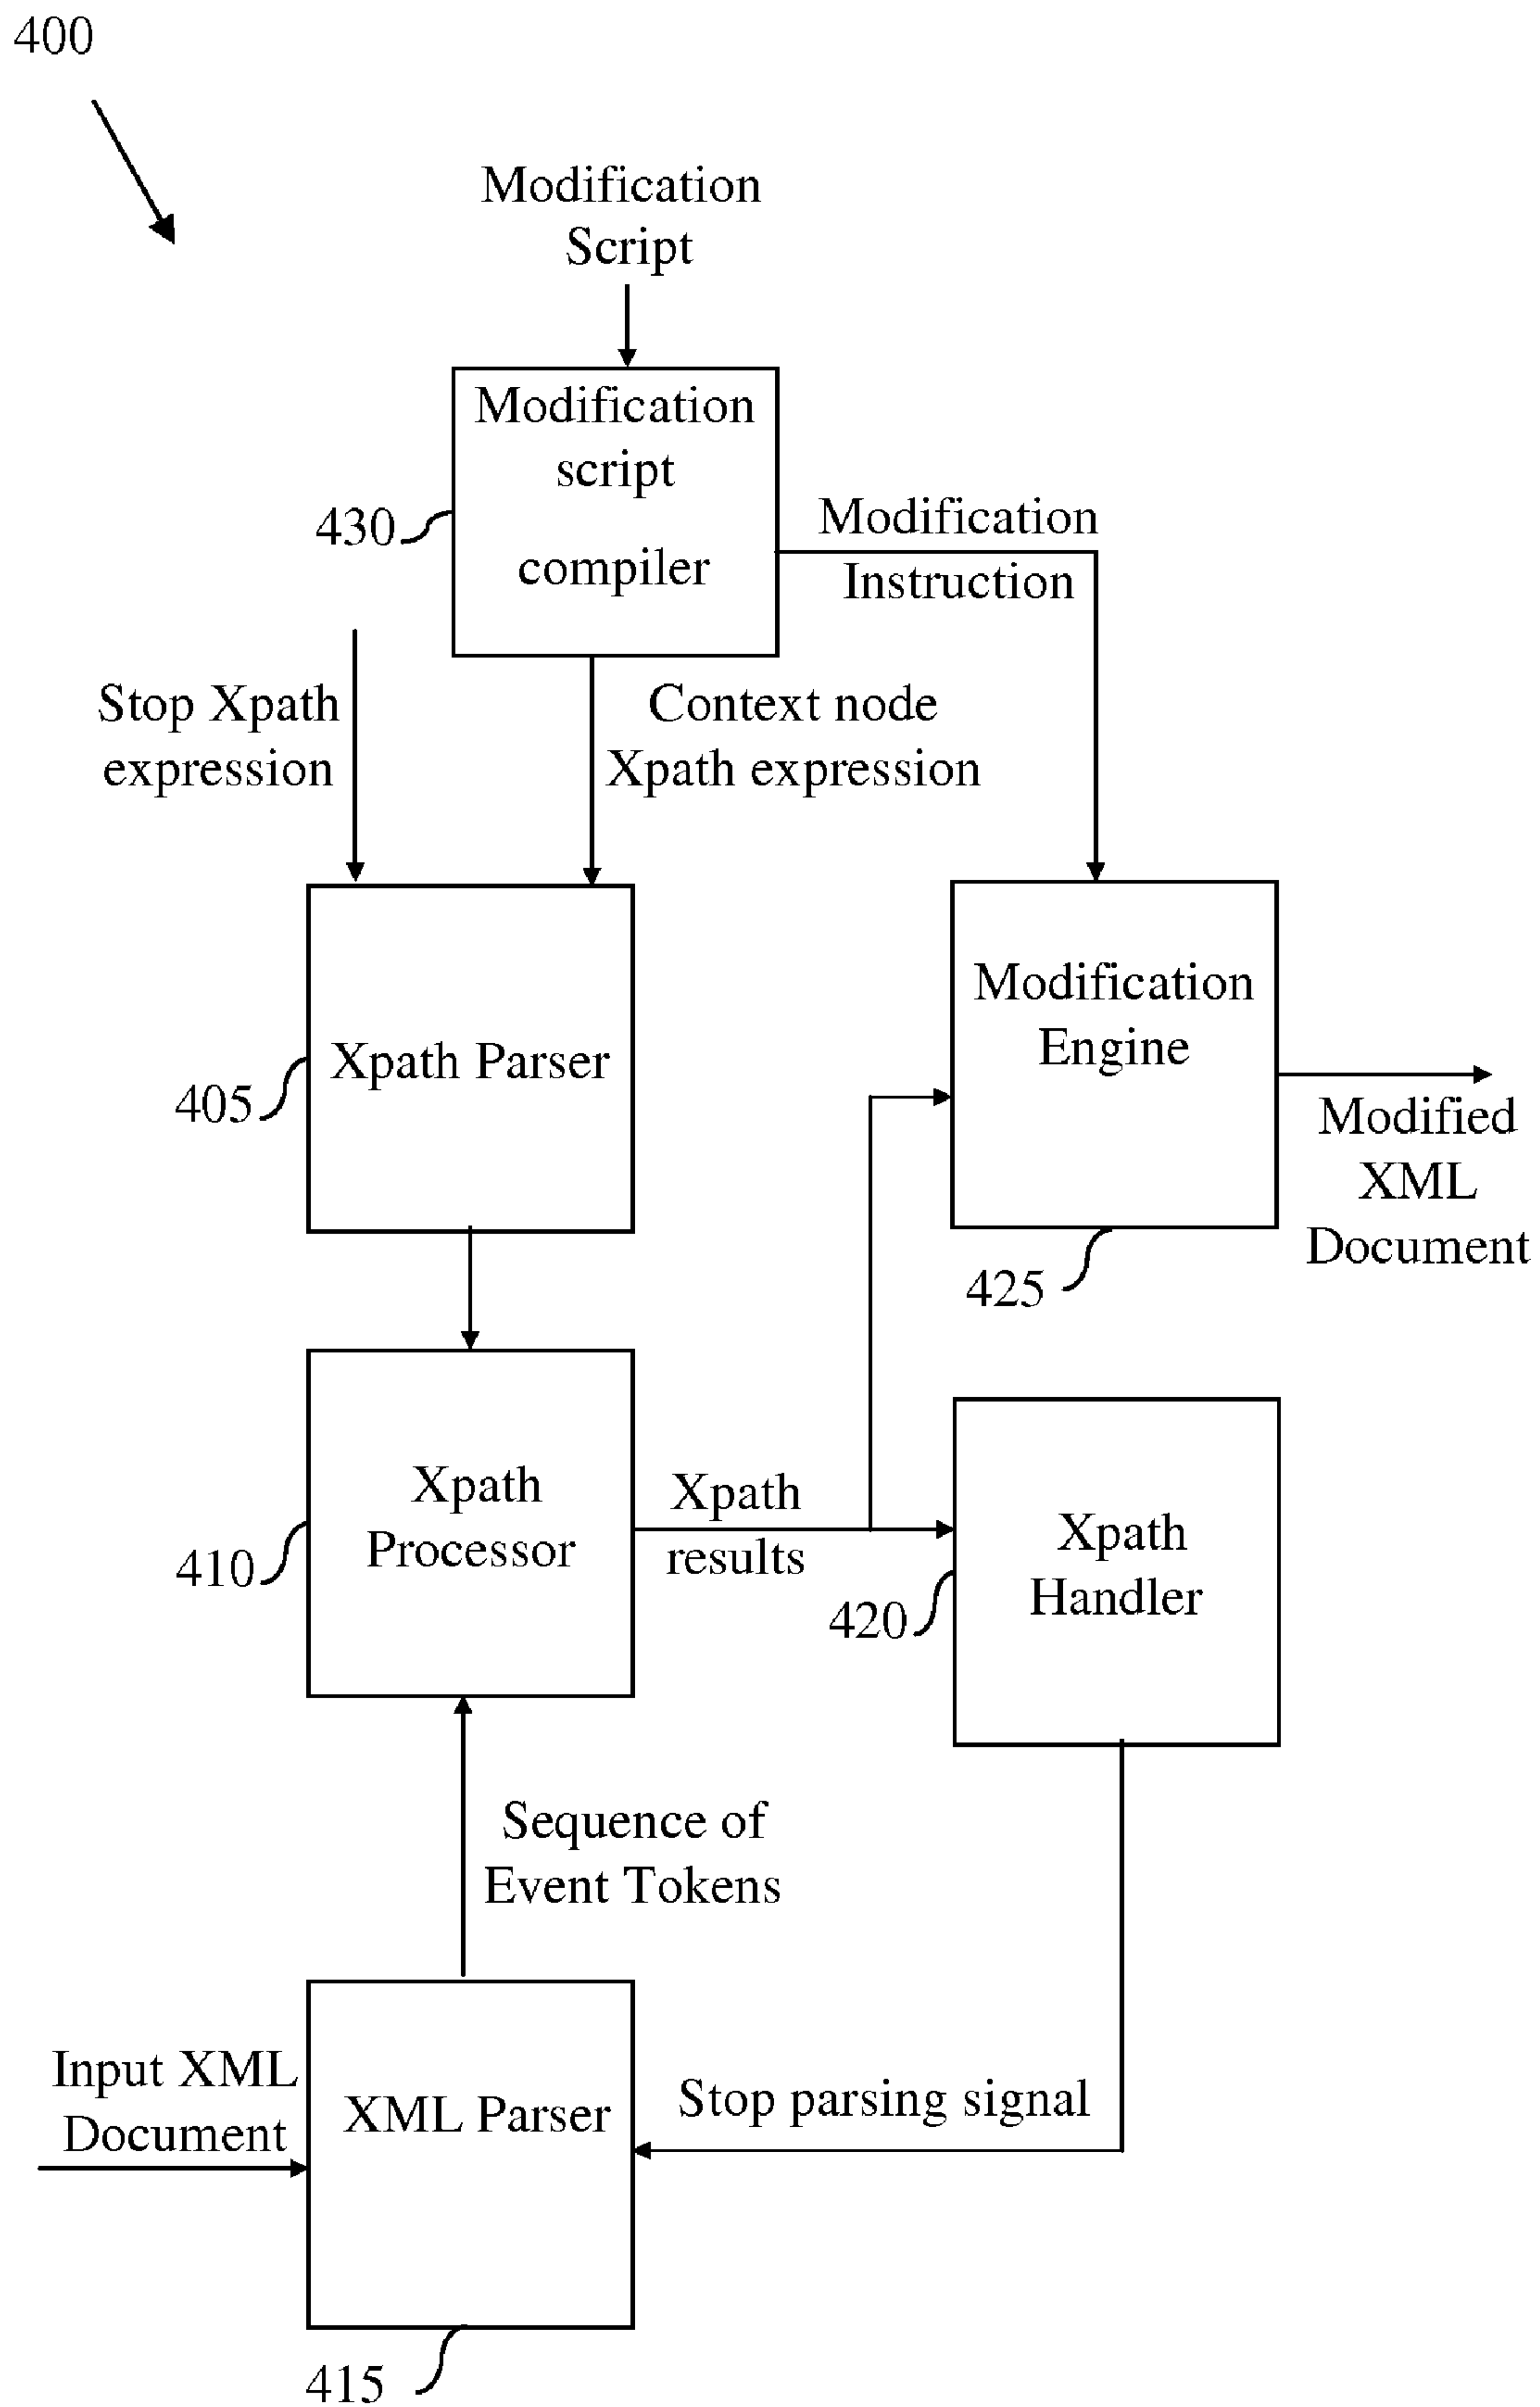 400
Modification
Script
Modification
script
compiler
430
Modification
Instruction
Stop Xpath
expression
Context node
Xpath expression
Xpath Parser
405
Modification
Engine
425
Modified
XML
Document
Xpath
Processor
410
Xpath
results
Xpath
Handler
420
Sequence of
Event Tokens
Input XML
Document
XML Parser
415
Stop parsing signal